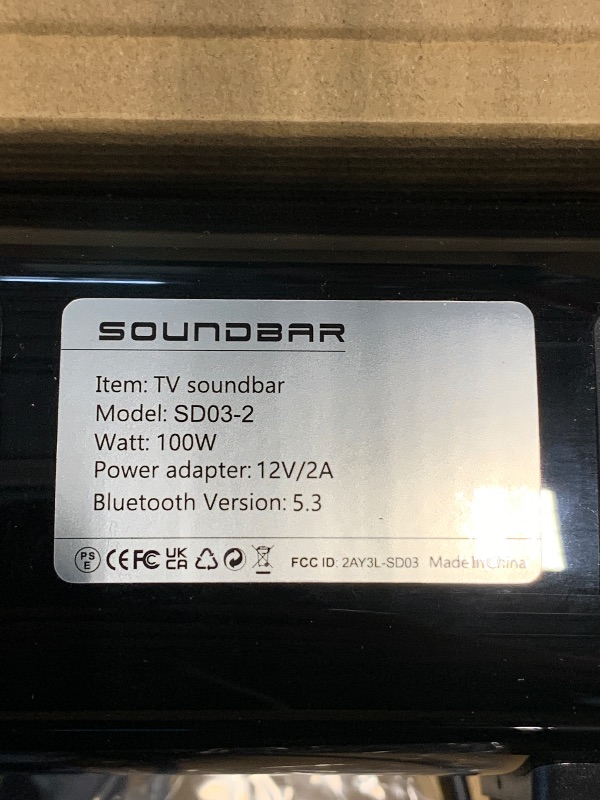 SOUNDBAR
Item: TV soundbar
Model: SD03-2
Watt: 100W
Power adapter: 12V/2A
Bluetooth Version: 5.3
PS E CE FC UK CA FCC ID: 2AY3L-SD03 Made In China